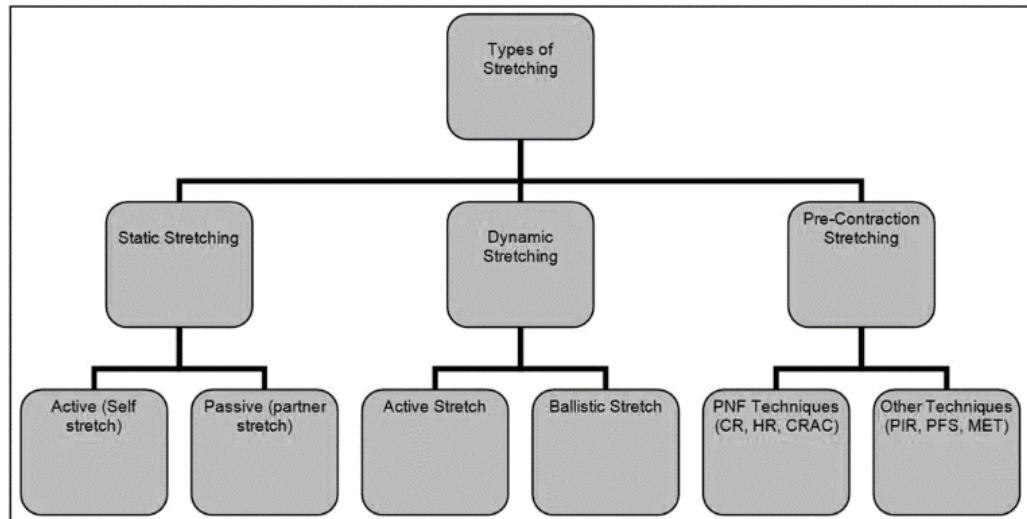 Types of
Stretching
Static Stretching
Dynamic
Stretching
Pre-Contraction
Stretching
Active (Self
stretch)
Passive (partner
stretch)
Active Stretch
Ballistic Stretch
PNF Techniques
(CR, HR, CRAC)
Other Techniques
(PIR, PFS, MET)